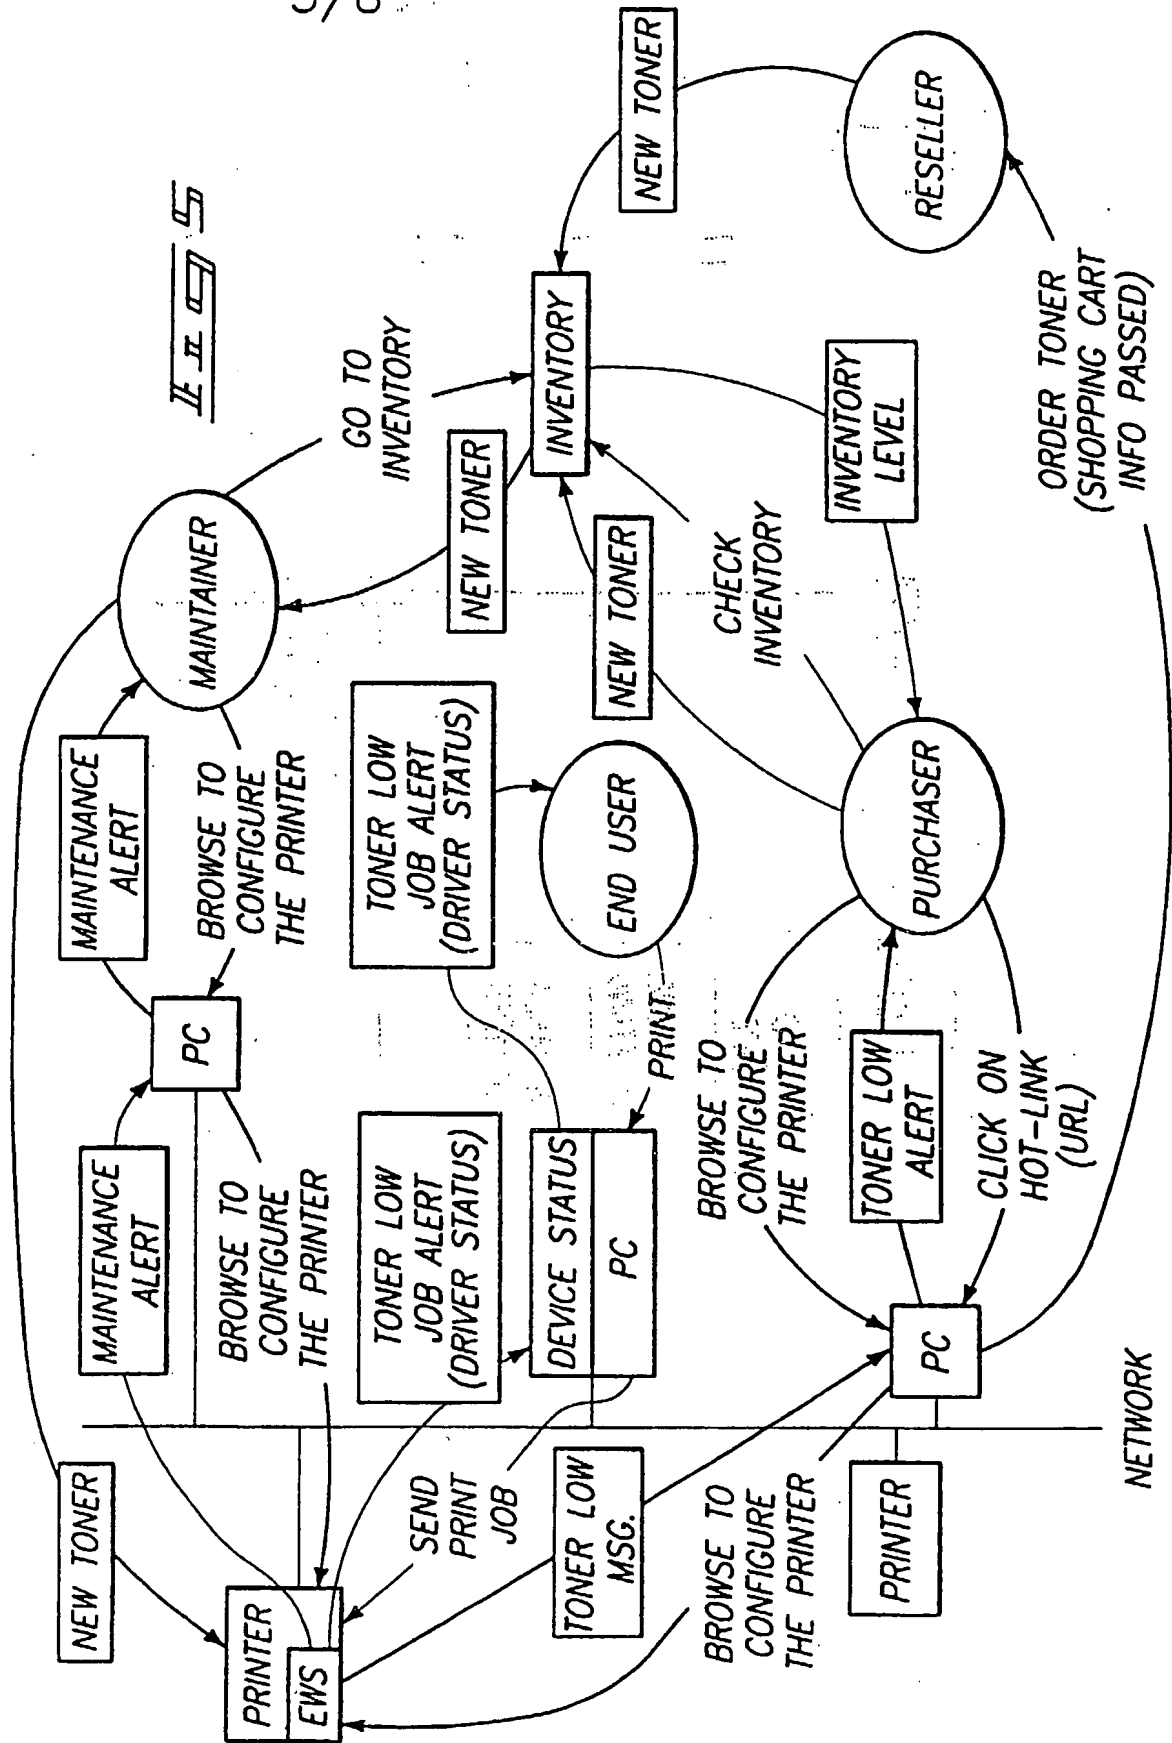 5/6
FIG 5
NEW TONER
MAINTENANCE
ALERT
MAINTENANCE
ALERT
MAINTAINER
PC
BROWSE TO
CONFIGURE
THE PRINTER
BROWSE TO
CONFIGURE
THE PRINTER
GO TO
INVENTORY
PRINTER
EWS
TONER LOW
JOB ALERT
(DRIVER STATUS)
TONER LOW
JOB ALERT
(DRIVER STATUS)
NEW TONER
INVENTORY
NEW TONER
SEND
PRINT
JOB
DEVICE STATUS
PC
PRINT
END USER
NEW TONER
TONER LOW
MSG.
CHECK
INVENTORY
BROWSE TO
CONFIGURE
THE PRINTER
BROWSE TO
CONFIGURE
THE PRINTER
INVENTORY
LEVEL
PRINTER
PC
TONER LOW
ALERT
PURCHASER
RESELLER
CLICK ON
HOT-LINK
(URL)
ORDER TONER
(SHOPPING CART
INFO PASSED)
NETWORK